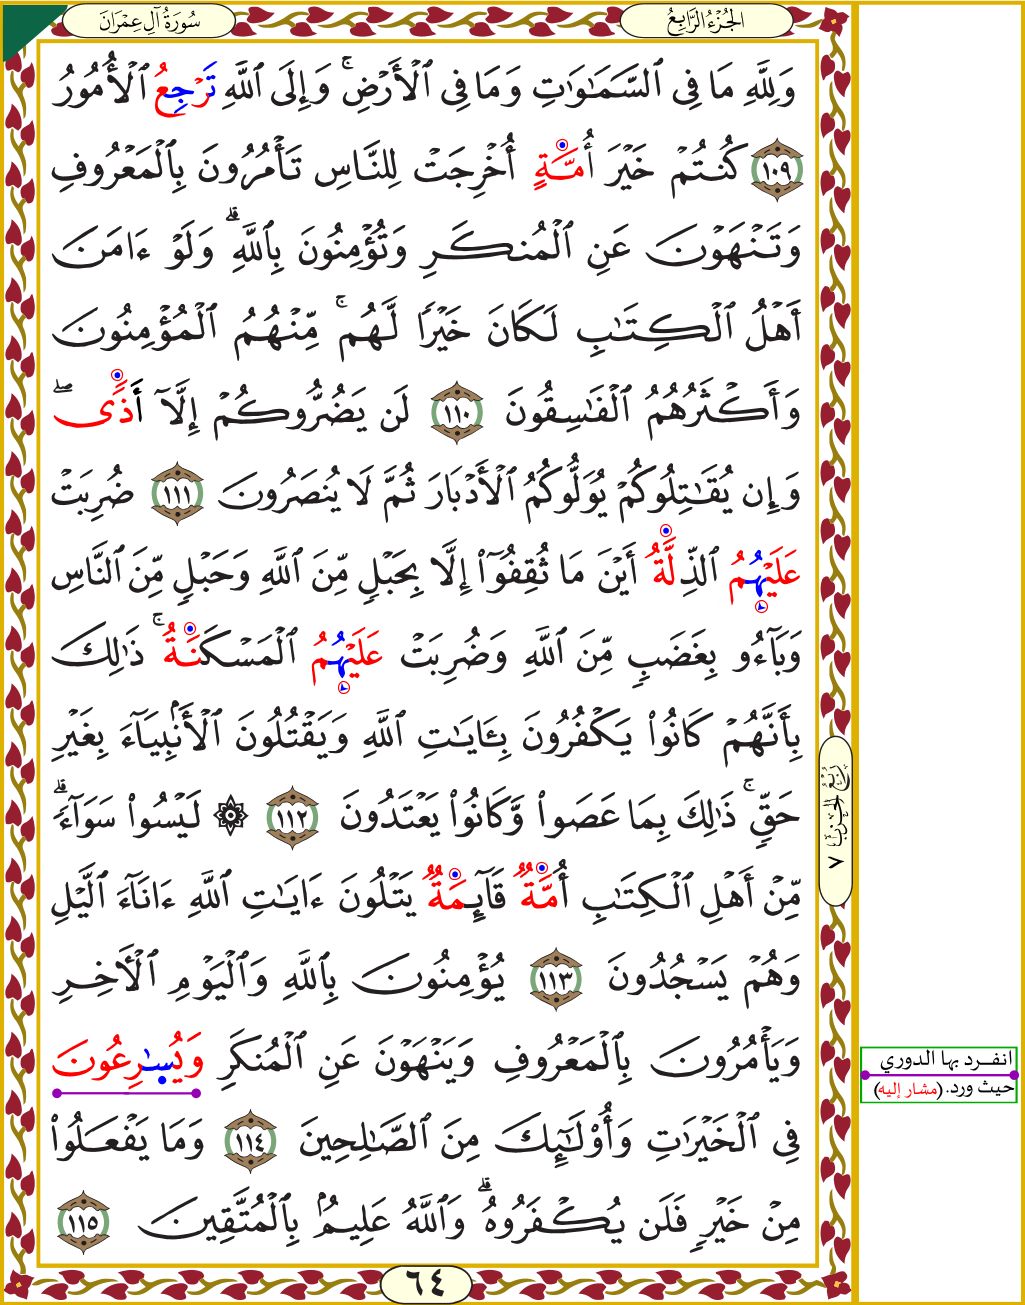 سُورَةُ آلِ عِمْرَانَ
الجُزْءُ الرَّابِعُ
وَلِلَّهِ مَا فِي ٱلسَّمَٰوَٰتِ وَمَا فِي ٱلْأَرْضِۚ وَإِلَى ٱللَّهِ تَرْجِعُ ٱلْأُمُورُ
١٠٩ كُنتُمْ خَيْرَ أُمَّةٍ أُخْرِجَتْ لِلنَّاسِ تَأْمُرُونَ بِٱلْمَعْرُوفِ
وَتَنْهَوْنَ عَنِ ٱلْمُنكَرِ وَتُؤْمِنُونَ بِٱللَّهِۗ وَلَوْ ءَامَنَ
أَهْلُ ٱلْكِتَٰبِ لَكَانَ خَيْرًا لَّهُمۚ مِّنْهُمُ ٱلْمُؤْمِنُونَ
وَأَكْثَرُهُمُ ٱلْفَٰسِقُونَ ١١٠ لَن يَضُرُّوكُمْ إِلَّآ أَذًىۖ
وَإِن يُقَٰتِلُوكُمْ يُوَلُّوكُمُ ٱلْأَدْبَارَ ثُمَّ لَا يُنصَرُونَ ١١١ ضُرِبَتْ
عَلَيْهِمُ ٱلذِّلَّةُ أَيْنَ مَا ثُقِفُوٓا۟ إِلَّا بِحَبْلٍ مِّنَ ٱللَّهِ وَحَبْلٍ مِّنَ ٱلنَّاسِ
وَبَآءُو بِغَضَبٍ مِّنَ ٱللَّهِ وَضُرِبَتْ عَلَيْهِمُ ٱلْمَسْكَنَةُۚ ذَٰلِكَ
بِأَنَّهُمْ كَانُوا۟ يَكْفُرُونَ بِـَٔايَٰتِ ٱللَّهِ وَيَقْتُلُونَ ٱلْأَنۢبِيَآءَ بِغَيْرِ
حَقٍّۚ ذَٰلِكَ بِمَا عَصَوا۟ وَّكَانُوا۟ يَعْتَدُونَ ١١٢ ۞ لَيْسُوا۟ سَوَآءًۗ
مِّنْ أَهْلِ ٱلْكِتَٰبِ أُمَّةٌ قَآئِمَةٌ يَتْلُونَ ءَايَٰتِ ٱللَّهِ ءَانَآءَ ٱلَّيْلِ
وَهُمْ يَسْجُدُونَ ١١٣ يُؤْمِنُونَ بِٱللَّهِ وَٱلْيَوْمِ ٱلْأَخِرِ
وَيَأْمُرُونَ بِٱلْمَعْرُوفِ وَيَنْهَوْنَ عَنِ ٱلْمُنكَرِ وَيُسَٰرِعُونَ
فِي ٱلْخَيْرَٰتِ وَأُو۟لَٰٓئِكَ مِنَ ٱلصَّٰلِحِينَ ١١٤ وَمَا يَفْعَلُوا۟
مِنْ خَيْرٍ فَلَن يُكْفَرُوهُۗ وَٱللَّهُ عَلِيمٌۢ بِٱلْمُتَّقِينَ ١١٥
٦٤
رُبْعُ الحِزْبِ ٧
انفرد بها الدوري
حيث ورد. (مشار إليه)